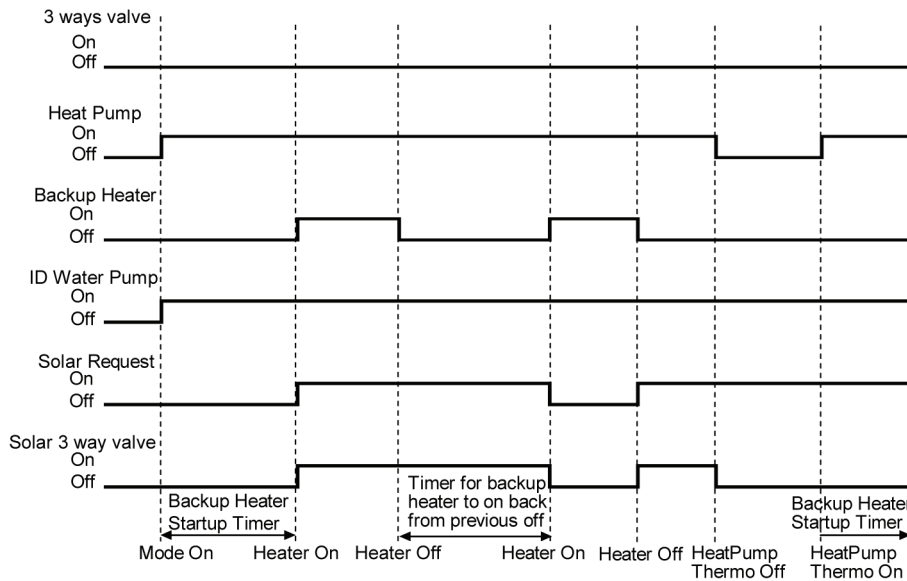 3 ways valve
On
Off
Heat Pump
On
Off
Backup Heater
On
Off
ID Water Pump
On
Off
Solar Request
On
Off
Solar 3 way valve
On
Off
Backup Heater
Startup Timer
Timer for backup
heater to on back
from previous off
Backup Heater
Startup Timer
Mode On
Heater On
Heater Off
Heater On
Heater Off
HeatPump
Thermo Off
HeatPump
Thermo On